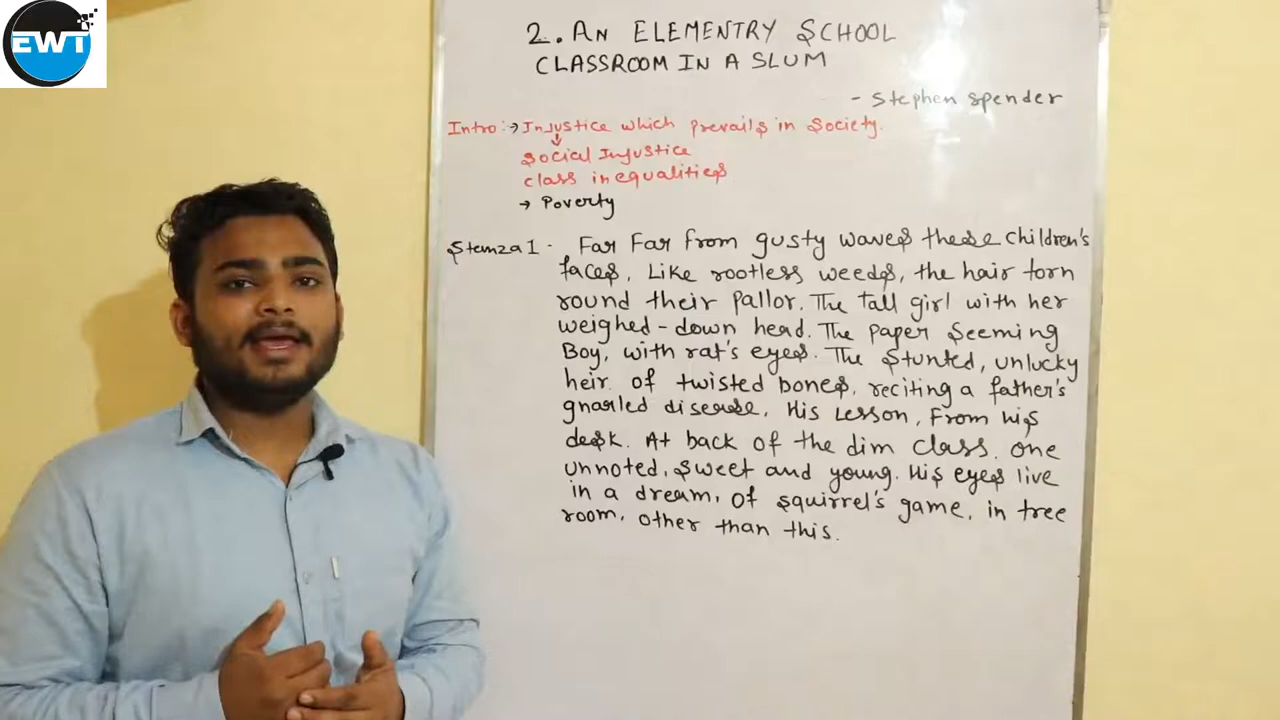 EWT
2. AN ELEMENTRY SCHOOL
CLASSROOM IN A SLUM
- Stephen Spender
Intro :→ Injustice which prevails in society.
↓
Social Injustice
class inequalities
→ Poverty
Stemza 1 - Far Far from gusty waves these children's
faces, Like rootless weeds, the hair torn
round their pallor. The tall girl with her
weighed-down head. The paper seeming
Boy, with rat's eyes. The stunted, unlucky
heir of twisted bones, reciting a father's
gnarled disease, His Lesson, From his
desk. At back of the dim class. one
unnoted, sweet and young. His eyes live
in a dream, of squirrel's game, in tree
room, other than this.